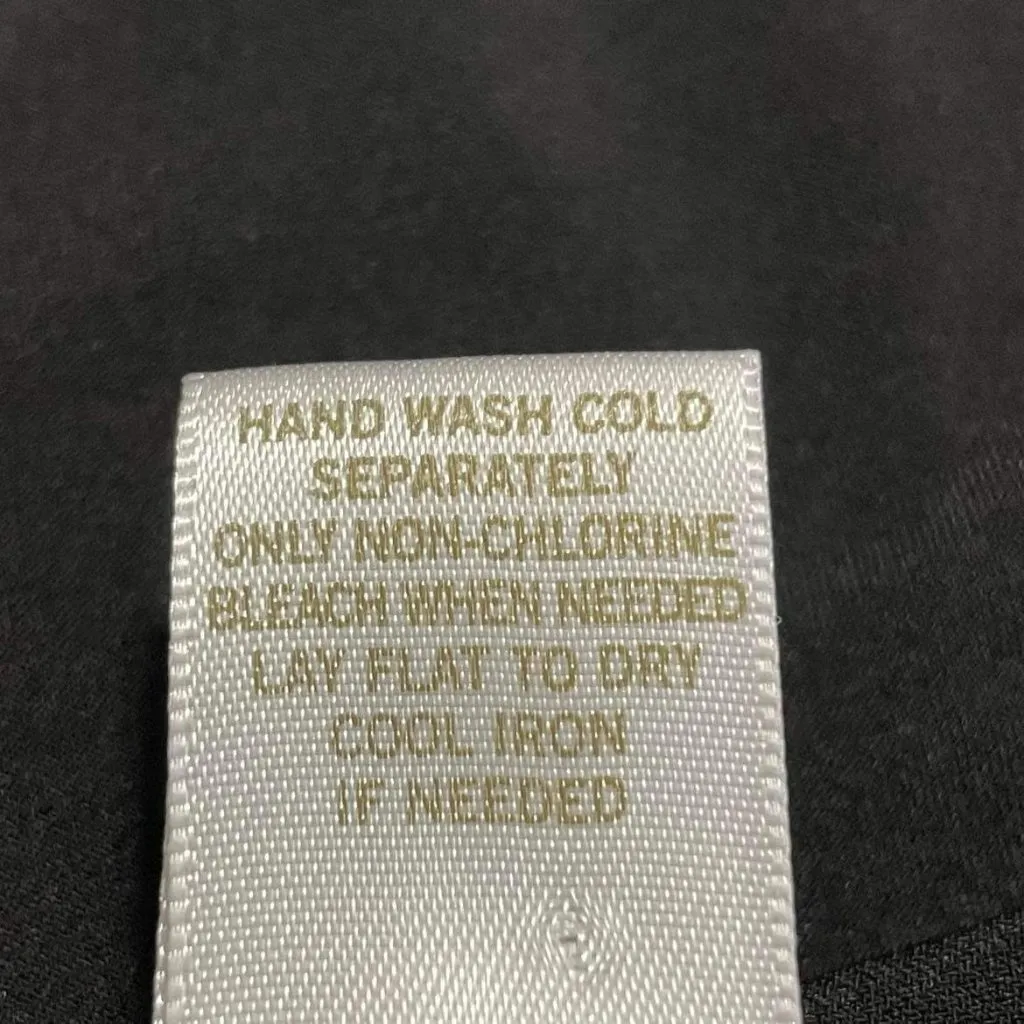 HAND WASH COLD
SEPARATELY
ONLY NON-CHLORINE
BLEACH WHEN NEEDED
LAY FLAT TO DRY
COOL IRON
IF NEEDED